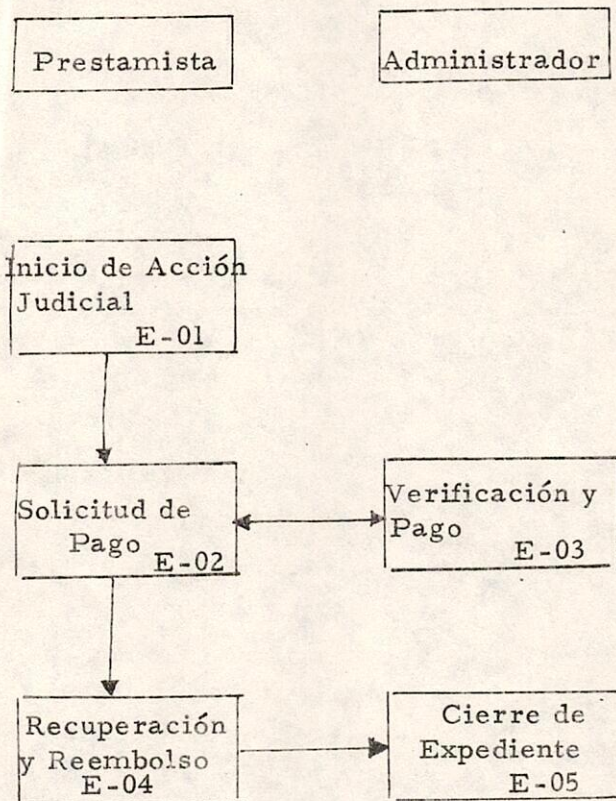 Prestamista
Administrador
Inicio de Acción
Judicial
E-01
Solicitud de
Pago
E-02
Verificación y
Pago
E-03
Recuperación
y Reembolso
E-04
Cierre de
Expediente
E-05